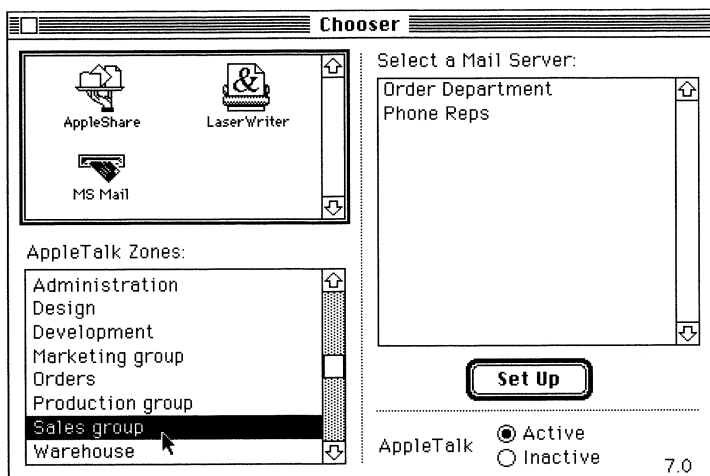 Chooser
AppleShare
LaserWriter
MS Mail
Select a Mail Server:
Order Department
Phone Reps
AppleTalk Zones:
Administration
Design
Development
Marketing group
Orders
Production group
Sales group
Warehouse
Set Up
AppleTalk
Active
Inactive
7.0